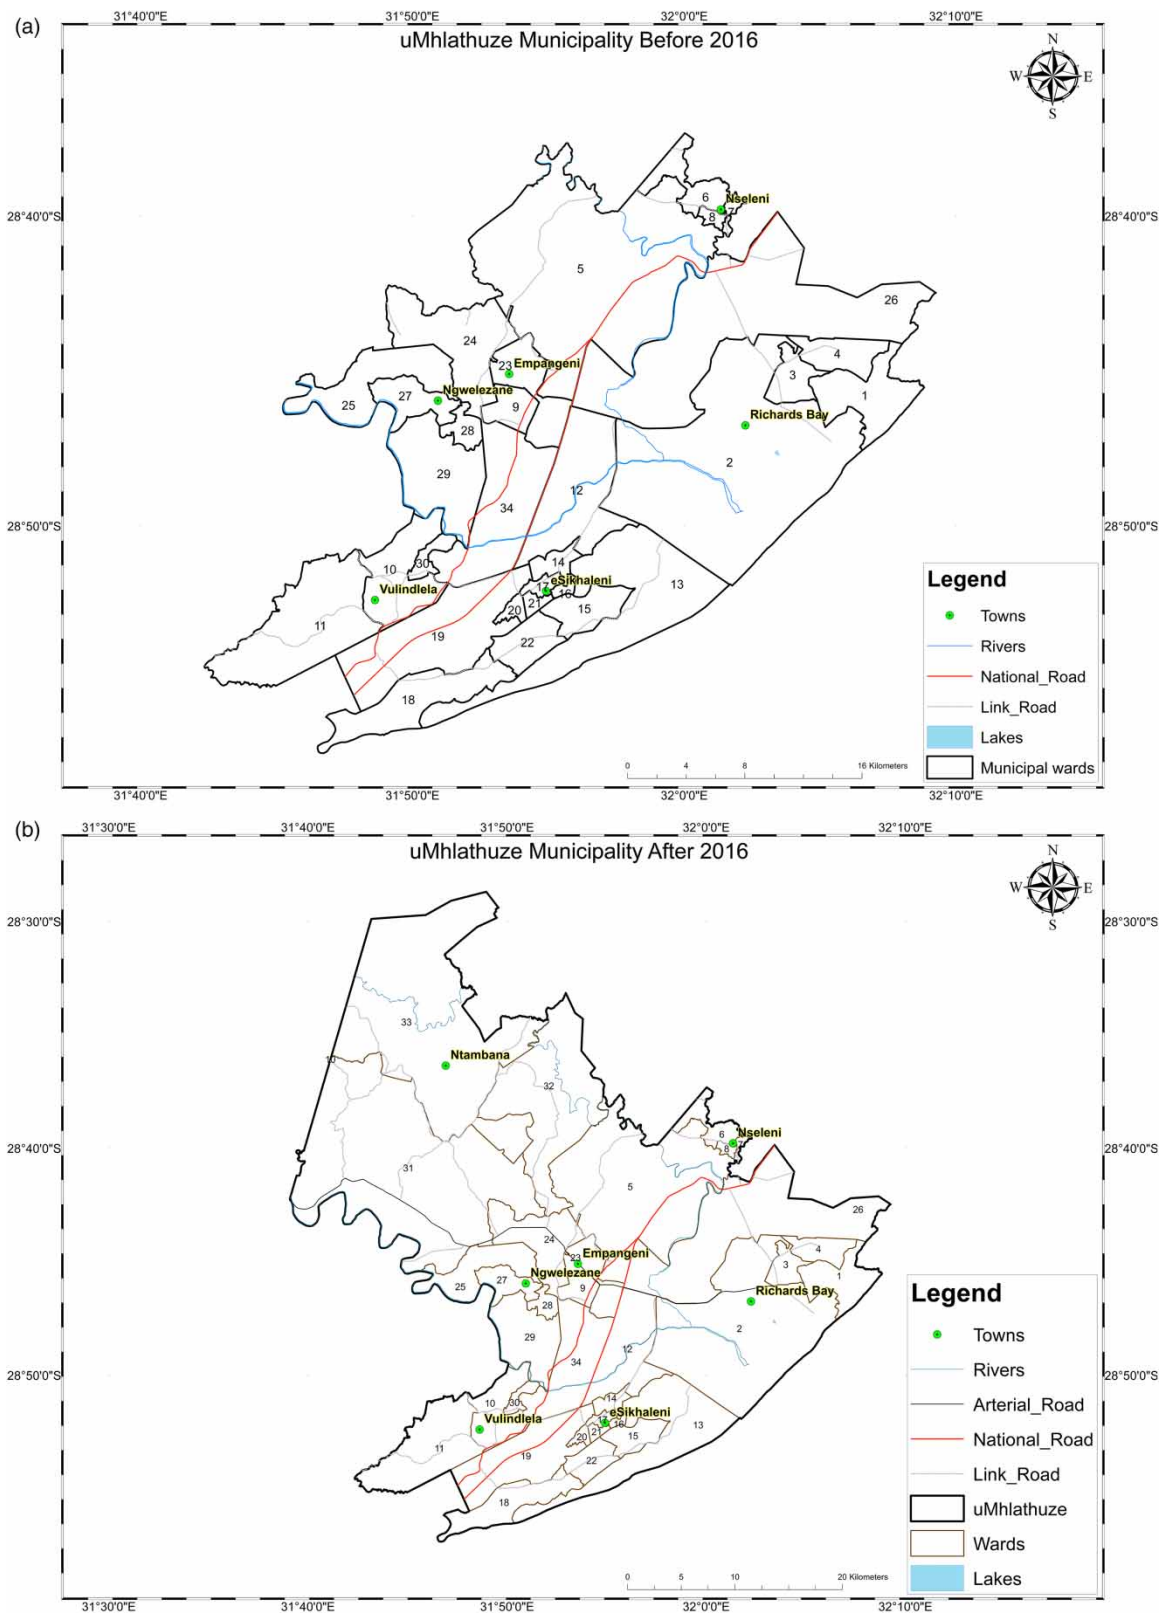 (a)
31°40'0"E 31°50'0"E 32°0'0"E 32°10'0"E
uMhlathuze Municipality Before 2016
N
W E
S
6 Nseleni
8 7
28°40'0"S 28°40'0"S
5
26
24
4
23 Empangeni
3
Ngwelezane
27
25
9
1
Richards Bay
28
2
29
12
34
28°50'0"S 28°50'0"S
14
10 30
17 eSikhaleni
13
Vulindlela
16
20 21 15
11
19
22
18
Legend
Towns
Rivers
National_Road
Link_Road
Lakes
Municipal wards
0 4 8 16 Kilometers
31°40'0"E 31°50'0"E 32°0'0"E 32°10'0"E
(b)
31°30'0"E 31°40'0"E 31°50'0"E 32°0'0"E 32°10'0"E
uMhlathuze Municipality After 2016
N
W E
S
28°30'0"S 28°30'0"S
33
Ntambana
10
32
6 Nseleni
8 7
28°40'0"S 28°40'0"S
31
5
26
24
4
23 Empangeni
3
Ngwelezane
27
25
9
1
Richards Bay
28
2
29
12
34
28°50'0"S 28°50'0"S
10 30
14
eSikhaleni
17 16
13
Vulindlela
20 21 15
11
19
22
18
Legend
Towns
Rivers
Arterial_Road
National_Road
Link_Road
uMhlathuze
Wards
Lakes
0 5 10 20 Kilometers
31°30'0"E 31°40'0"E 31°50'0"E 32°0'0"E 32°10'0"E